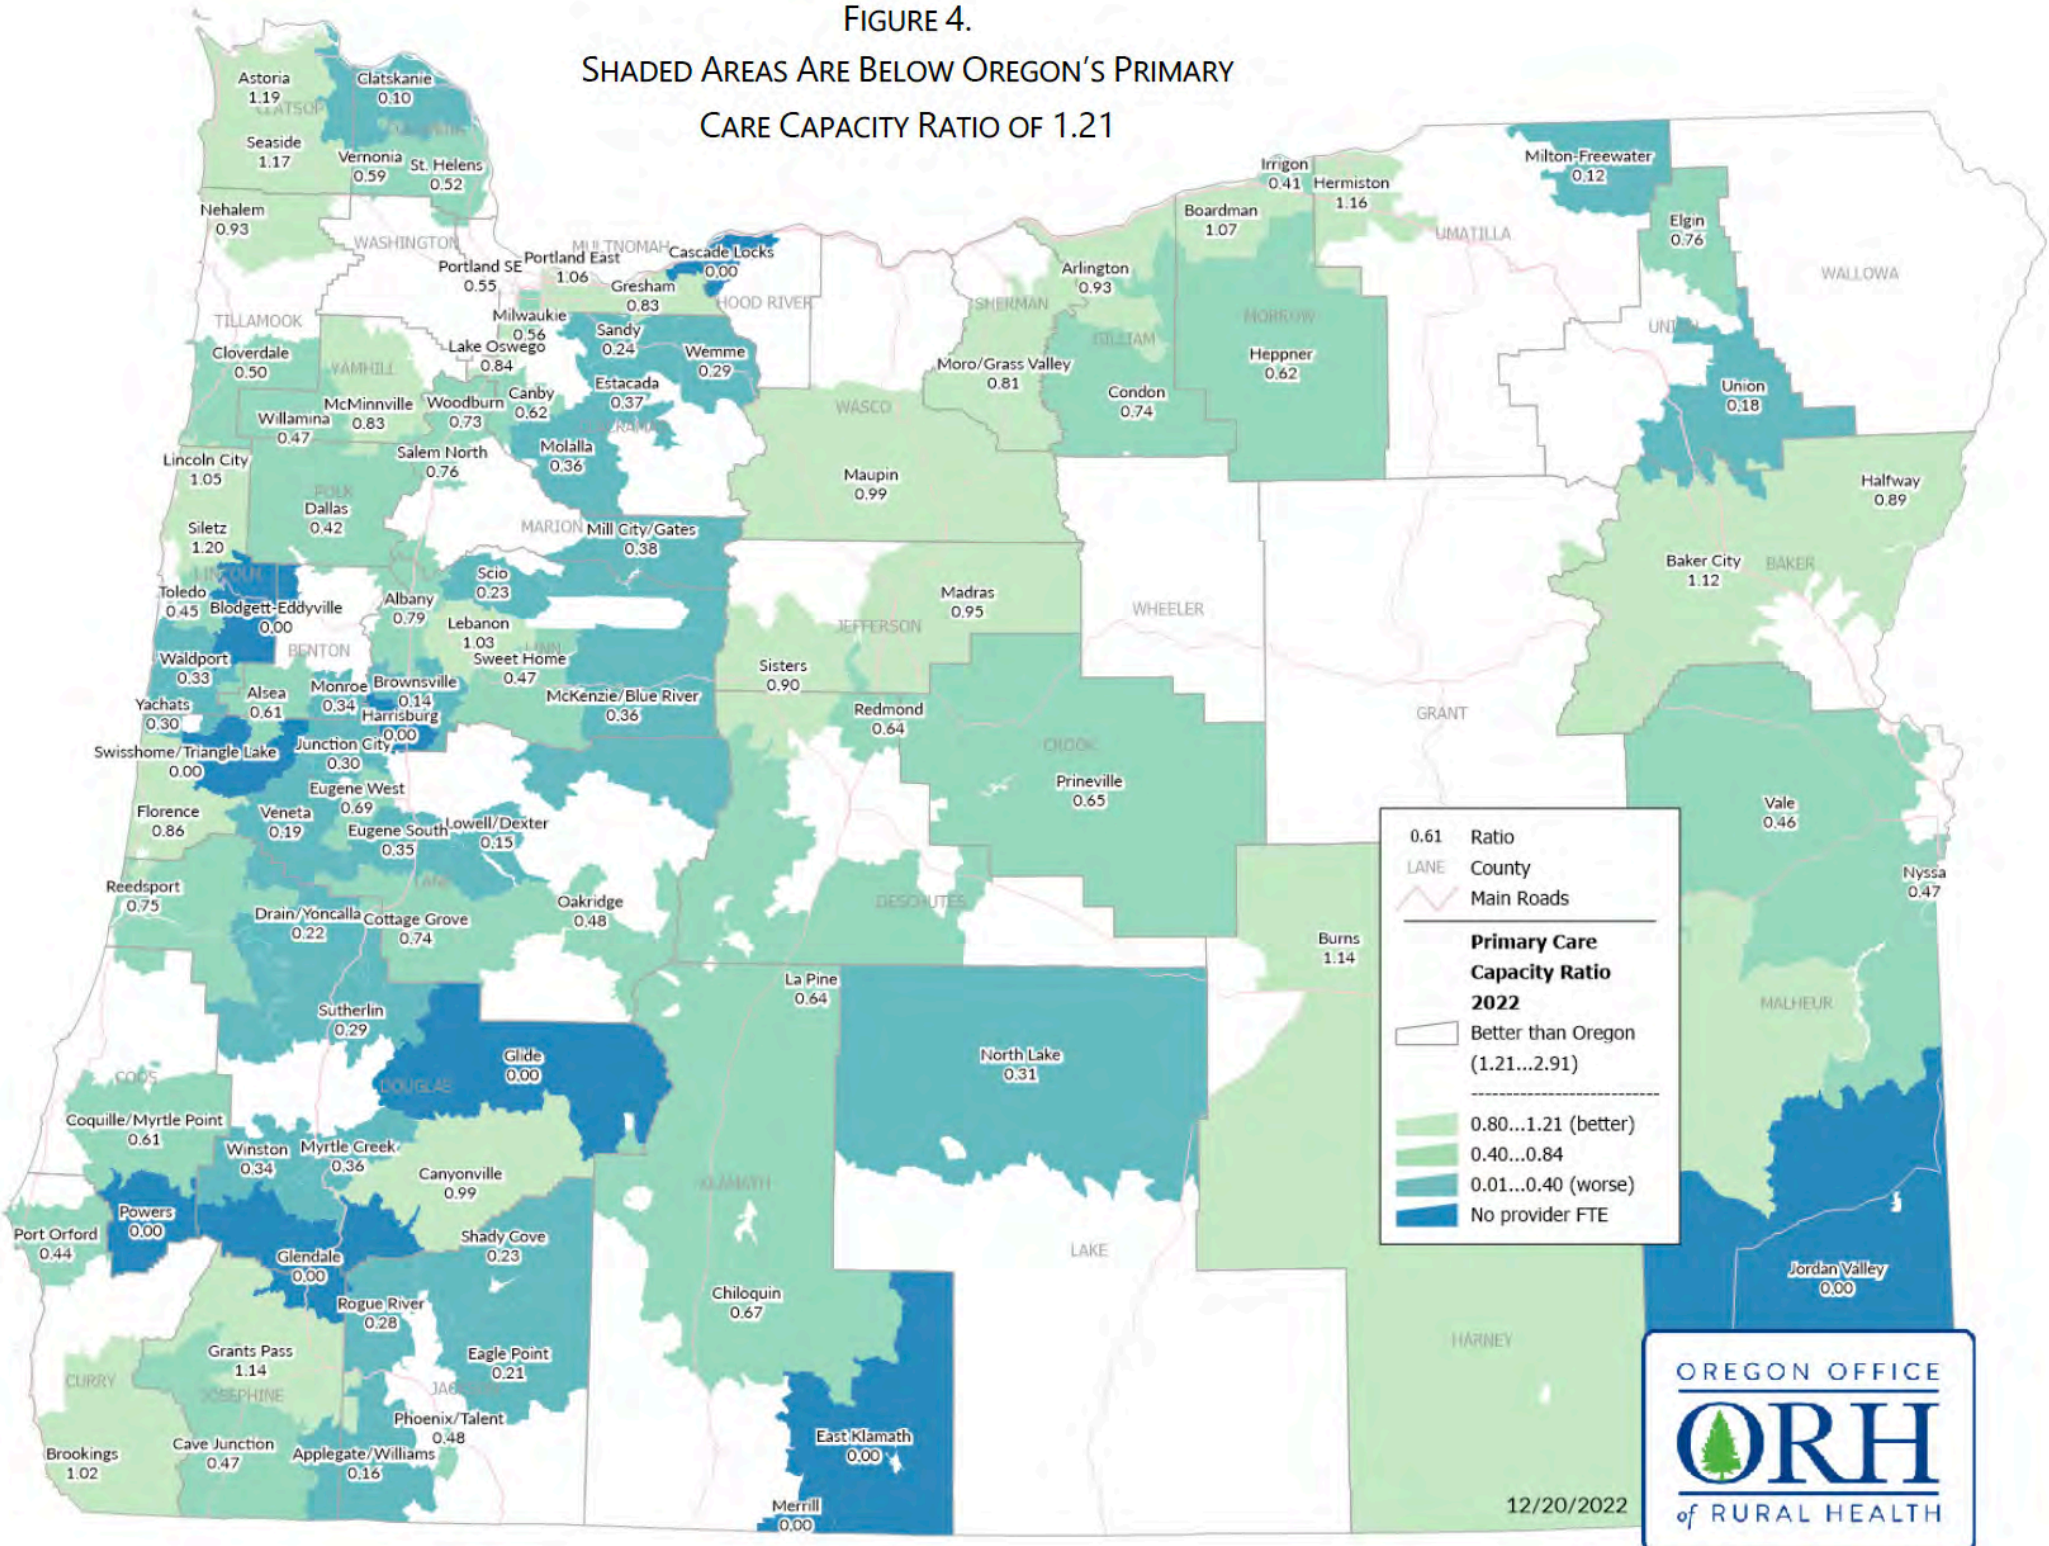 FIGURE 4.
SHADED AREAS ARE BELOW OREGON'S PRIMARY
CARE CAPACITY RATIO OF 1.21
Astoria
1.19
CLATSOP
Clatskanie
0.10
COLUMBIA
Seaside
1.17
Vernonia
0.59
St. Helens
0.52
Nehalem
0.93
WASHINGTON
MULTNOMAH
Portland SE
0.55
Portland East
1.06
Cascade Locks
0.00
Gresham
0.83
HOOD RIVER
Milwaukie
0.56
Sandy
0.24
Wemme
0.29
TILLAMOOK
Lake Oswego
0.84
Cloverdale
0.50
YAMHILL
Estacada
0.37
Canby
0.62
McMinnville
0.83
Woodburn
0.73
Willamina
0.47
CLACKAMAS
Molalla
0.36
Salem North
0.76
Lincoln City
1.05
POLK
Dallas
0.42
MARION
Mill City/Gates
0.38
Siletz
1.20
LINCOLN
Scio
0.23
Toledo
0.45
Blodgett-Eddyville
0.00
Albany
0.79
Lebanon
1.03
LINN
BENTON
Sweet Home
0.47
Waldport
0.33
Alsea
0.61
Monroe
0.34
Brownsville
0.14
Harrisburg
0.00
McKenzie/Blue River
0.36
Yachats
0.30
Swisshome/Triangle Lake
0.00
Junction City
0.30
Eugene West
0.69
Florence
0.86
Veneta
0.19
Eugene South
0.35
Lowell/Dexter
0.15
LANE
Reedsport
0.75
Drain/Yoncalla
0.22
Cottage Grove
0.74
Oakridge
0.48
Sutherlin
0.29
Glide
0.00
COOS
DOUGLAS
Coquille/Myrtle Point
0.61
Winston
0.34
Myrtle Creek
0.36
Canyonville
0.99
Powers
0.00
Port Orford
0.44
Glendale
0.00
Shady Cove
0.23
Rogue River
0.28
Grants Pass
1.14
Eagle Point
0.21
CURRY
JOSEPHINE
JACKSON
Phoenix/Talent
0.48
Brookings
1.02
Cave Junction
0.47
Applegate/Williams
0.16
Irrigon
0.41
Hermiston
1.16
Boardman
1.07
UMATILLA
Milton-Freewater
0.12
Elgin
0.76
WALLOWA
Arlington
0.93
SHERMAN
GILLIAM
MORROW
UNION
Moro/Grass Valley
0.81
Heppner
0.62
Condon
0.74
Union
0.18
WASCO
Maupin
0.99
Halfway
0.89
Baker City
1.12
BAKER
Madras
0.95
JEFFERSON
WHEELER
Sisters
0.90
Redmond
0.64
CROOK
Prineville
0.65
GRANT
DESCHUTES
Vale
0.46
Nyssa
0.47
La Pine
0.64
Burns
1.14
MALHEUR
North Lake
0.31
KLAMATH
LAKE
Chiloquin
0.67
East Klamath
0.00
Merrill
0.00
HARNEY
Jordan Valley
0.00
0.61 Ratio
LANE County
Main Roads
Primary Care
Capacity Ratio
2022
Better than Oregon
(1.21...2.91)
0.80...1.21 (better)
0.40...0.84
0.01...0.40 (worse)
No provider FTE
12/20/2022
OREGON OFFICE
ORH
of RURAL HEALTH